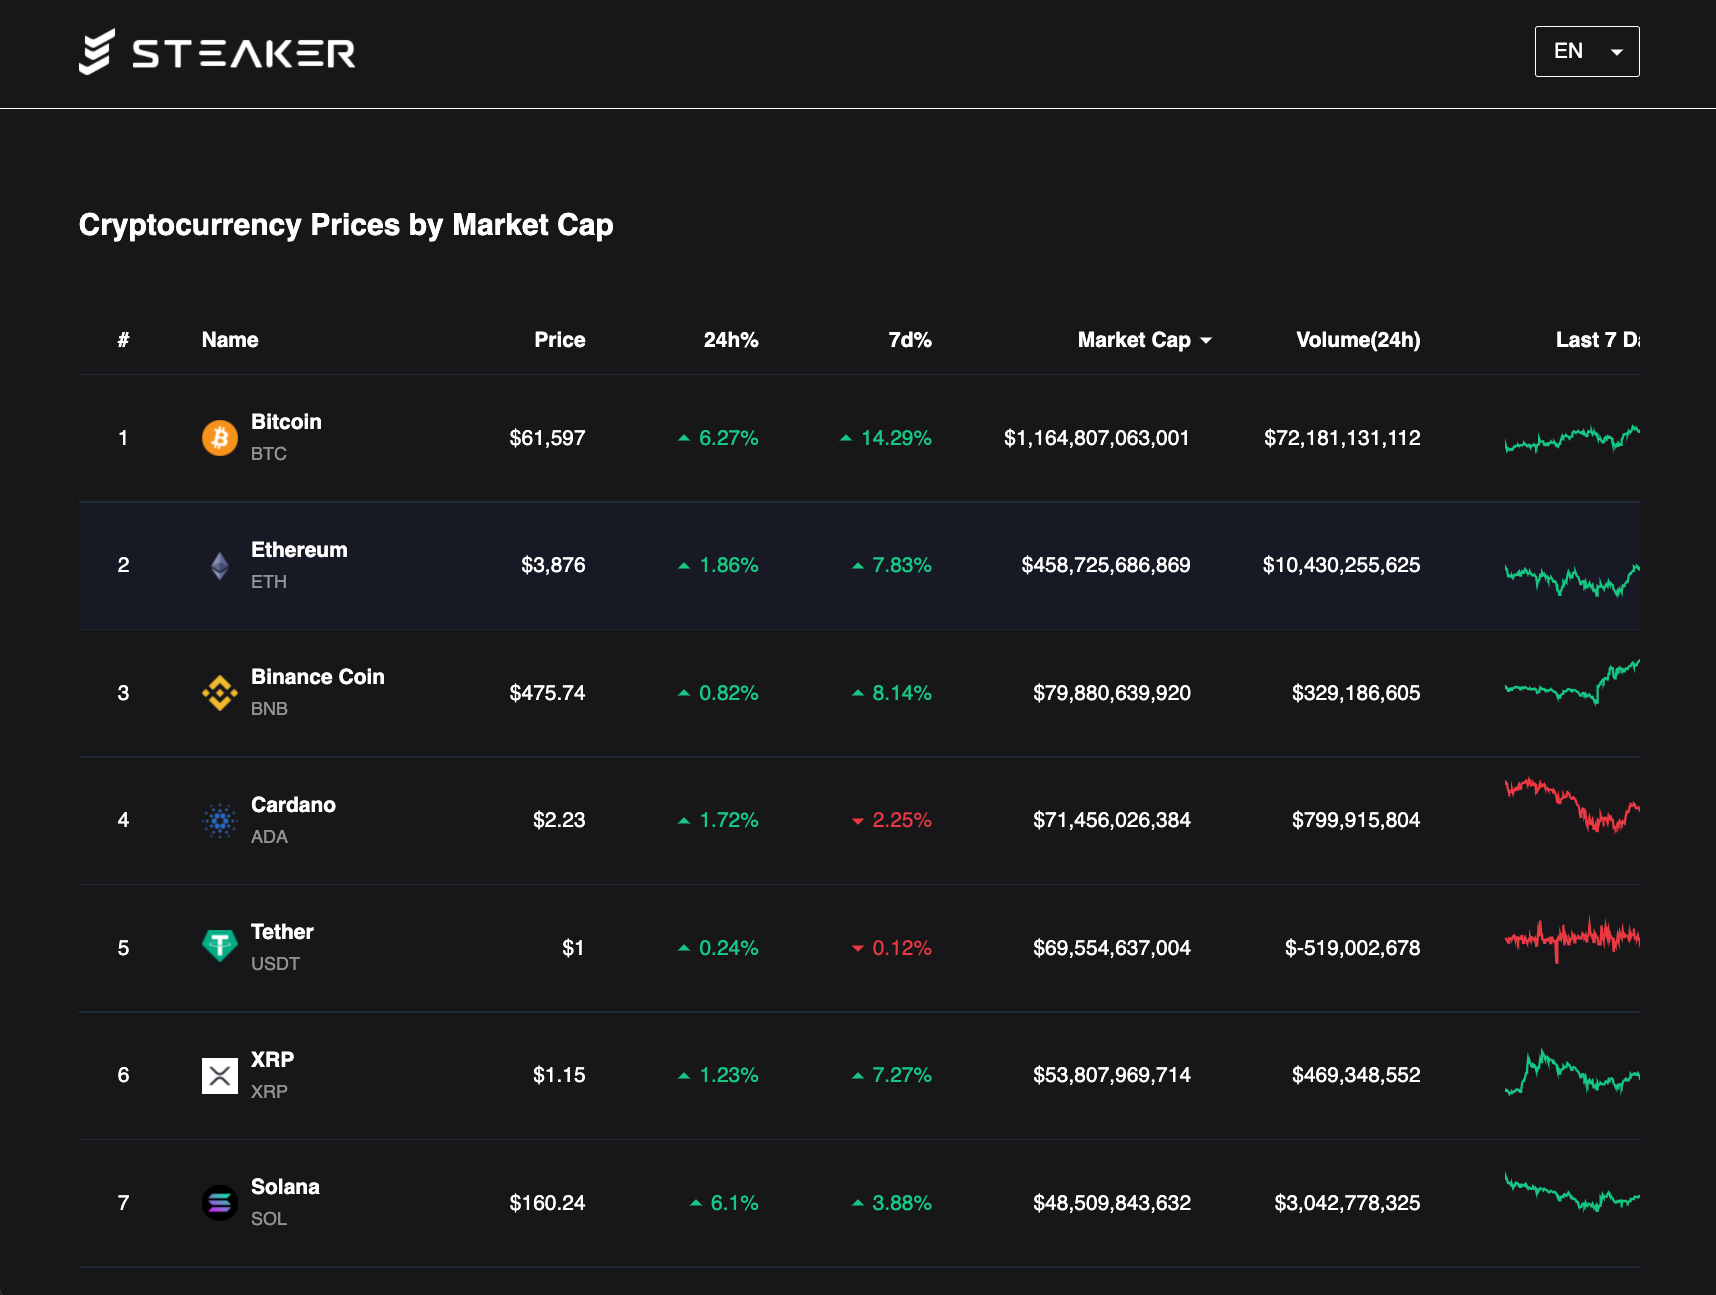 STEAKER
EN
Cryptocurrency Prices by Market Cap
# Name Price 24h% 7d% Market Cap Volume(24h) Last 7 Da
1 Bitcoin BTC $61,597 6.27% 14.29% $1,164,807,063,001 $72,181,131,112
2 Ethereum ETH $3,876 1.86% 7.83% $458,725,686,869 $10,430,255,625
3 Binance Coin BNB $475.74 0.82% 8.14% $79,880,639,920 $329,186,605
4 Cardano ADA $2.23 1.72% 2.25% $71,456,026,384 $799,915,804
5 Tether USDT $1 0.24% 0.12% $69,554,637,004 $-519,002,678
6 XRP XRP $1.15 1.23% 7.27% $53,807,969,714 $469,348,552
7 Solana SOL $160.24 6.1% 3.88% $48,509,843,632 $3,042,778,325